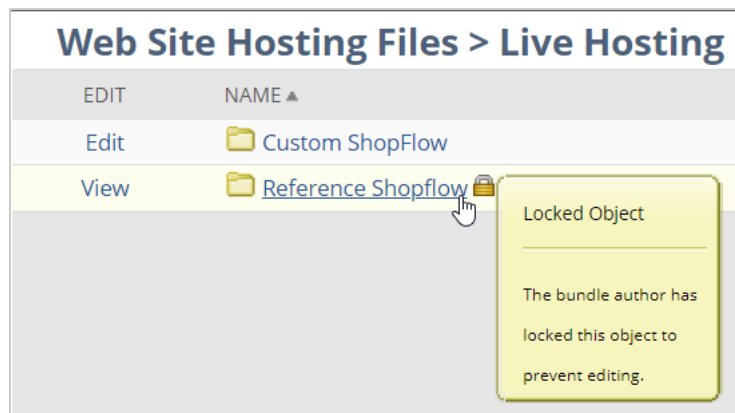 Web Site Hosting Files > Live Hosting
EDIT NAME ▲
Edit Custom ShopFlow
View Reference Shopflow
Locked Object
The bundle author has
locked this object to
prevent editing.